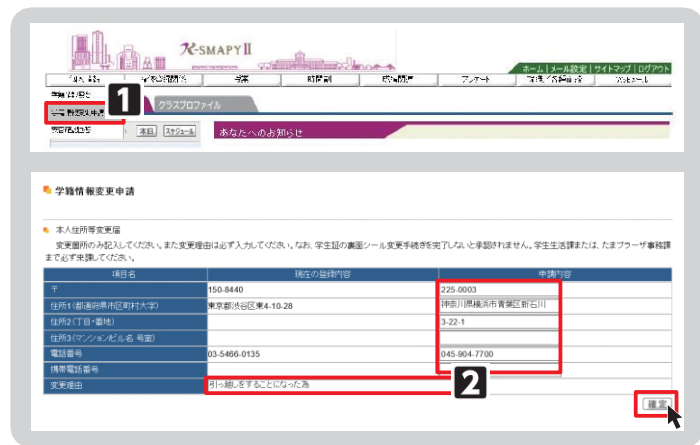 K-SMAPY II
ホーム | メール設定 | サイトマップ | ログアウト
時間割
アンケート
1
クラスプロファイル
本日 スケジュール
あなたへのお知らせ
学籍情報変更申請
本人住所等変更届
変更箇所のみ記入してください。また変更理由は必ず入力してください。なお、学生証の裏面シール変更手続きを完了しないと承認されません。学生生活課または、たまプラーザ事務課
まで必ず来課してください。
項目名 現在の登録内容 申請内容
〒 150-8440 225-0003
住所1(都道府県市区町村大字) 東京都渋谷区東4-10-28 神奈川県横浜市青葉区新石川
住所2(丁目・番地) 3-22-1
住所3(マンションビル名 号室)
電話番号 03-5466-0135 045-904-7700
携帯電話番号
変更理由 引っ越しをすることになった為
2
確定